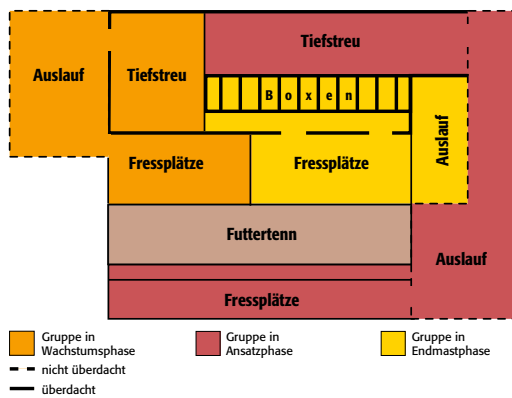 Tiefstreu
Auslauf
Tiefstreu
Boxen
Auslauf
Fressplätze
Fressplätze
Futtertenn
Auslauf
Fressplätze
Gruppe in
Wachstumsphase
Gruppe in
Ansatzphase
Gruppe in
Endmastphase
nicht überdacht
überdacht